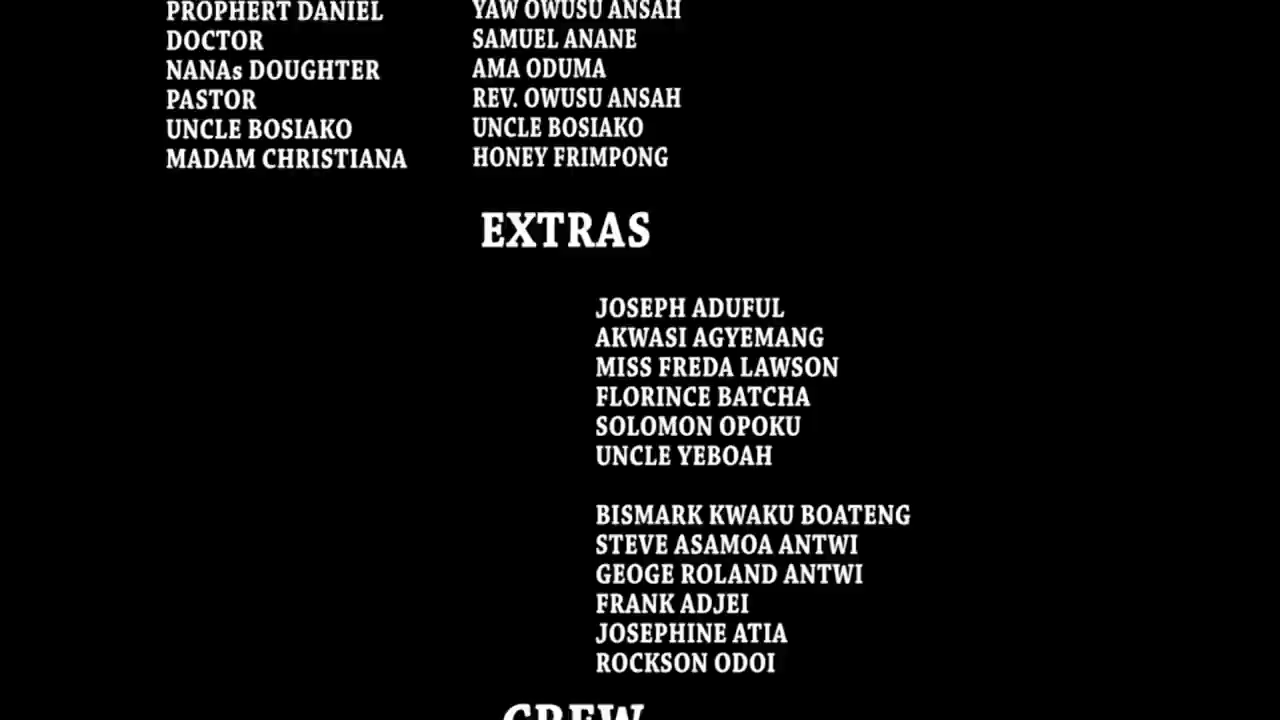 PROPHERT DANIEL YAW OWUSU ANSAH
DOCTOR SAMUEL ANANE
NANAs DOUGHTER AMA ODUMA
PASTOR REV. OWUSU ANSAH
UNCLE BOSIAKO UNCLE BOSIAKO
MADAM CHRISTIANA HONEY FRIMPONG
EXTRAS
JOSEPH ADUFUL
AKWASI AGYEMANG
MISS FREDA LAWSON
FLORINCE BATCHA
SOLOMON OPOKU
UNCLE YEBOAH
BISMARK KWAKU BOATENG
STEVE ASAMOA ANTWI
GEOGE ROLAND ANTWI
FRANK ADJEI
JOSEPHINE ATIA
ROCKSON ODOI
CREW